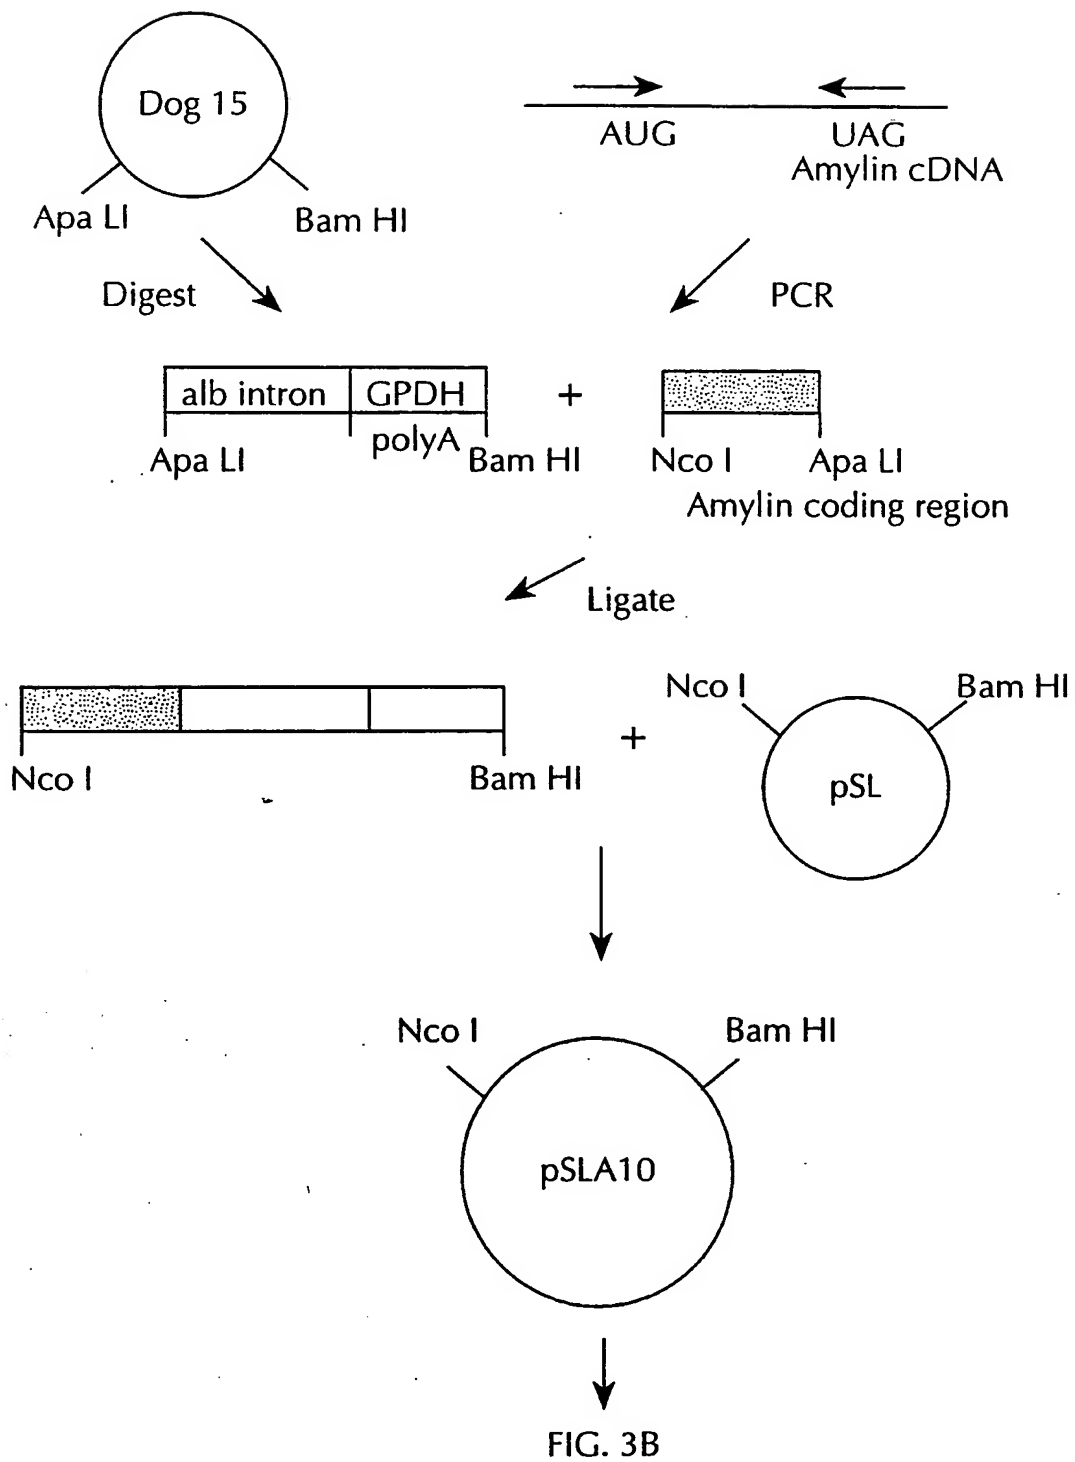 Dog 15
AUG
UAG
Amylin cDNA
Apa LI
Bam HI
Digest
PCR
alb intron
GPDH
+
polyA
Apa LI
Bam HI
Nco I
Apa LI
Amylin coding region
Ligate
Nco I
Bam HI
+
pSL
Nco I
Bam HI
Nco I
Bam HI
pSLA10
FIG. 3B